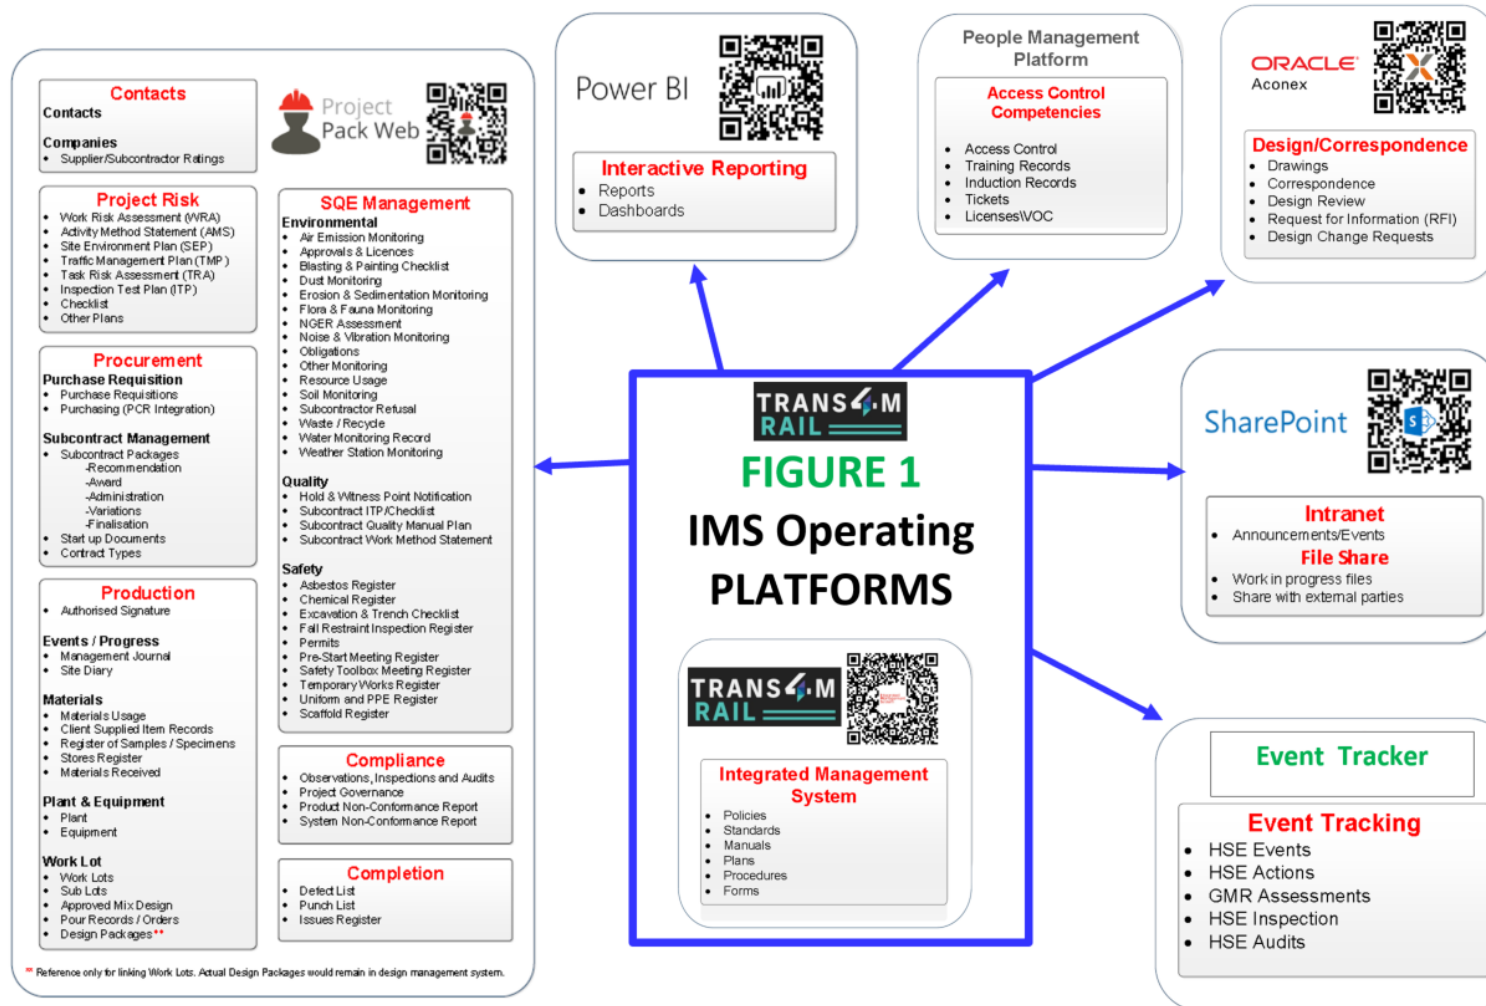 Contacts
Contacts
Companies
• Supplier/Subcontractor Ratings
Project
Pack Web
Project Risk
• Work Risk Assessment (WRA)
• Activity Method Statement (AMS)
• Site Environment Plan (SEP)
• Traffic Management Plan (TMP)
• Task Risk Assessment (TRA)
• Inspection Test Plan (ITP)
• Checklist
• Other Plans
Procurement
Purchase Requisition
• Purchase Requisitions
• Purchasing (PCR Integration)
Subcontract Management
• Subcontract Packages
-Recommendation
-Award
-Administration
-Variations
-Finalisation
• Start up Documents
• Contract Types
Production
• Authorised Signature
Events / Progress
• Management Journal
• Site Diary
Materials
• Materials Usage
• Client Supplied Item Records
• Register of Samples / Specimens
• Stores Register
• Materials Received
Plant & Equipment
• Plant
• Equipment
Work Lot
• Work Lots
• Sub Lots
• Approved Mix Design
• Pour Records / Orders
• Design Packages **
SQE Management
Environmental
• Air Emission Monitoring
• Approvals & Licences
• Blasting & Painting Checklist
• Dust Monitoring
• Erosion & Sedimentation Monitoring
• Flora & Fauna Monitoring
• NGER Assessment
• Noise & Vibration Monitoring
• Obligations
• Other Monitoring
• Resource Usage
• Soil Monitoring
• Subcontractor Refusal
• Waste / Recycle
• Water Monitoring Record
• Weather Station Monitoring
Quality
• Hold & Witness Point Notification
• Subcontract ITP/Checklist
• Subcontract Quality Manual Plan
• Subcontract Work Method Statement
Safety
• Asbestos Register
• Chemical Register
• Excavation & Trench Checklist
• Fall Restraint Inspection Register
• Permits
• Pre-Start Meeting Register
• Safety Toolbox Meeting Register
• Temporary Works Register
• Uniform and PPE Register
• Scaffold Register
Compliance
• Observations, Inspections and Audits
• Project Governance
• Product Non-Conformance Report
• System Non-Conformance Report
Completion
• Defect List
• Punch List
• Issues Register
** Reference only for linking Work Lots. Actual Design Packages would remain in design management system.
Power BI
Interactive Reporting
• Reports
• Dashboards
People Management
Platform
Access Control
Competencies
• Access Control
• Training Records
• Induction Records
• Tickets
• Licenses\VOC
ORACLE
Aconex
Design/Correspondence
• Drawings
• Correspondence
• Design Review
• Request for Information (RFI)
• Design Change Requests
TRANS4M
RAIL
FIGURE 1
IMS Operating
PLATFORMS
TRANS4M
RAIL
Integrated Management
System
• Policies
• Standards
• Manuals
• Plans
• Procedures
• Forms
SharePoint
Intranet
• Announcements/Events
File Share
• Work in progress files
• Share with external parties
Event Tracker
Event Tracking
• HSE Events
• HSE Actions
• GMR Assessments
• HSE Inspection
• HSE Audits